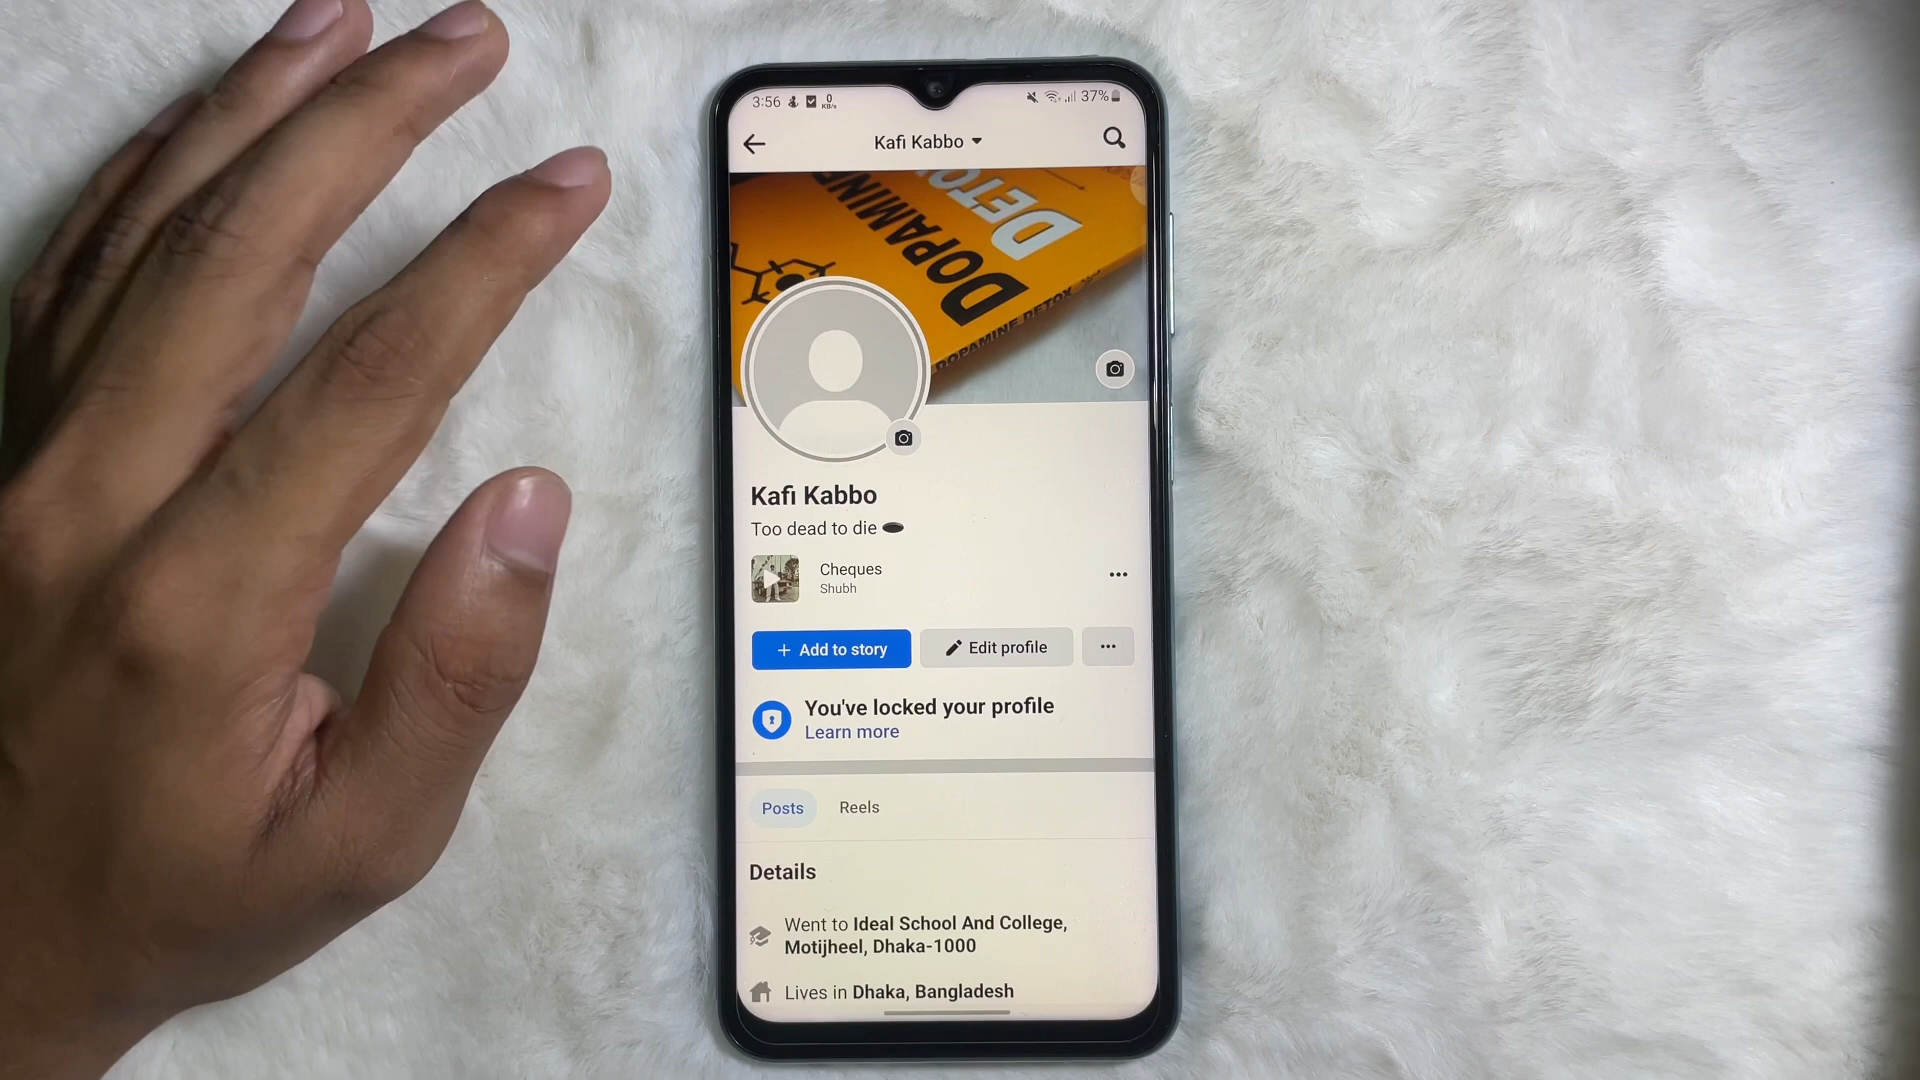 3:56 0 KB/s 37%
Kafi Kabbo
DOPAMINE
DETOX
DOPAMINE DETOX
Kafi Kabbo
Too dead to die
Cheques
Shubh
+ Add to story Edit profile
You've locked your profile
Learn more
Posts Reels
Details
Went to Ideal School And College,
Motijheel, Dhaka-1000
Lives in Dhaka, Bangladesh